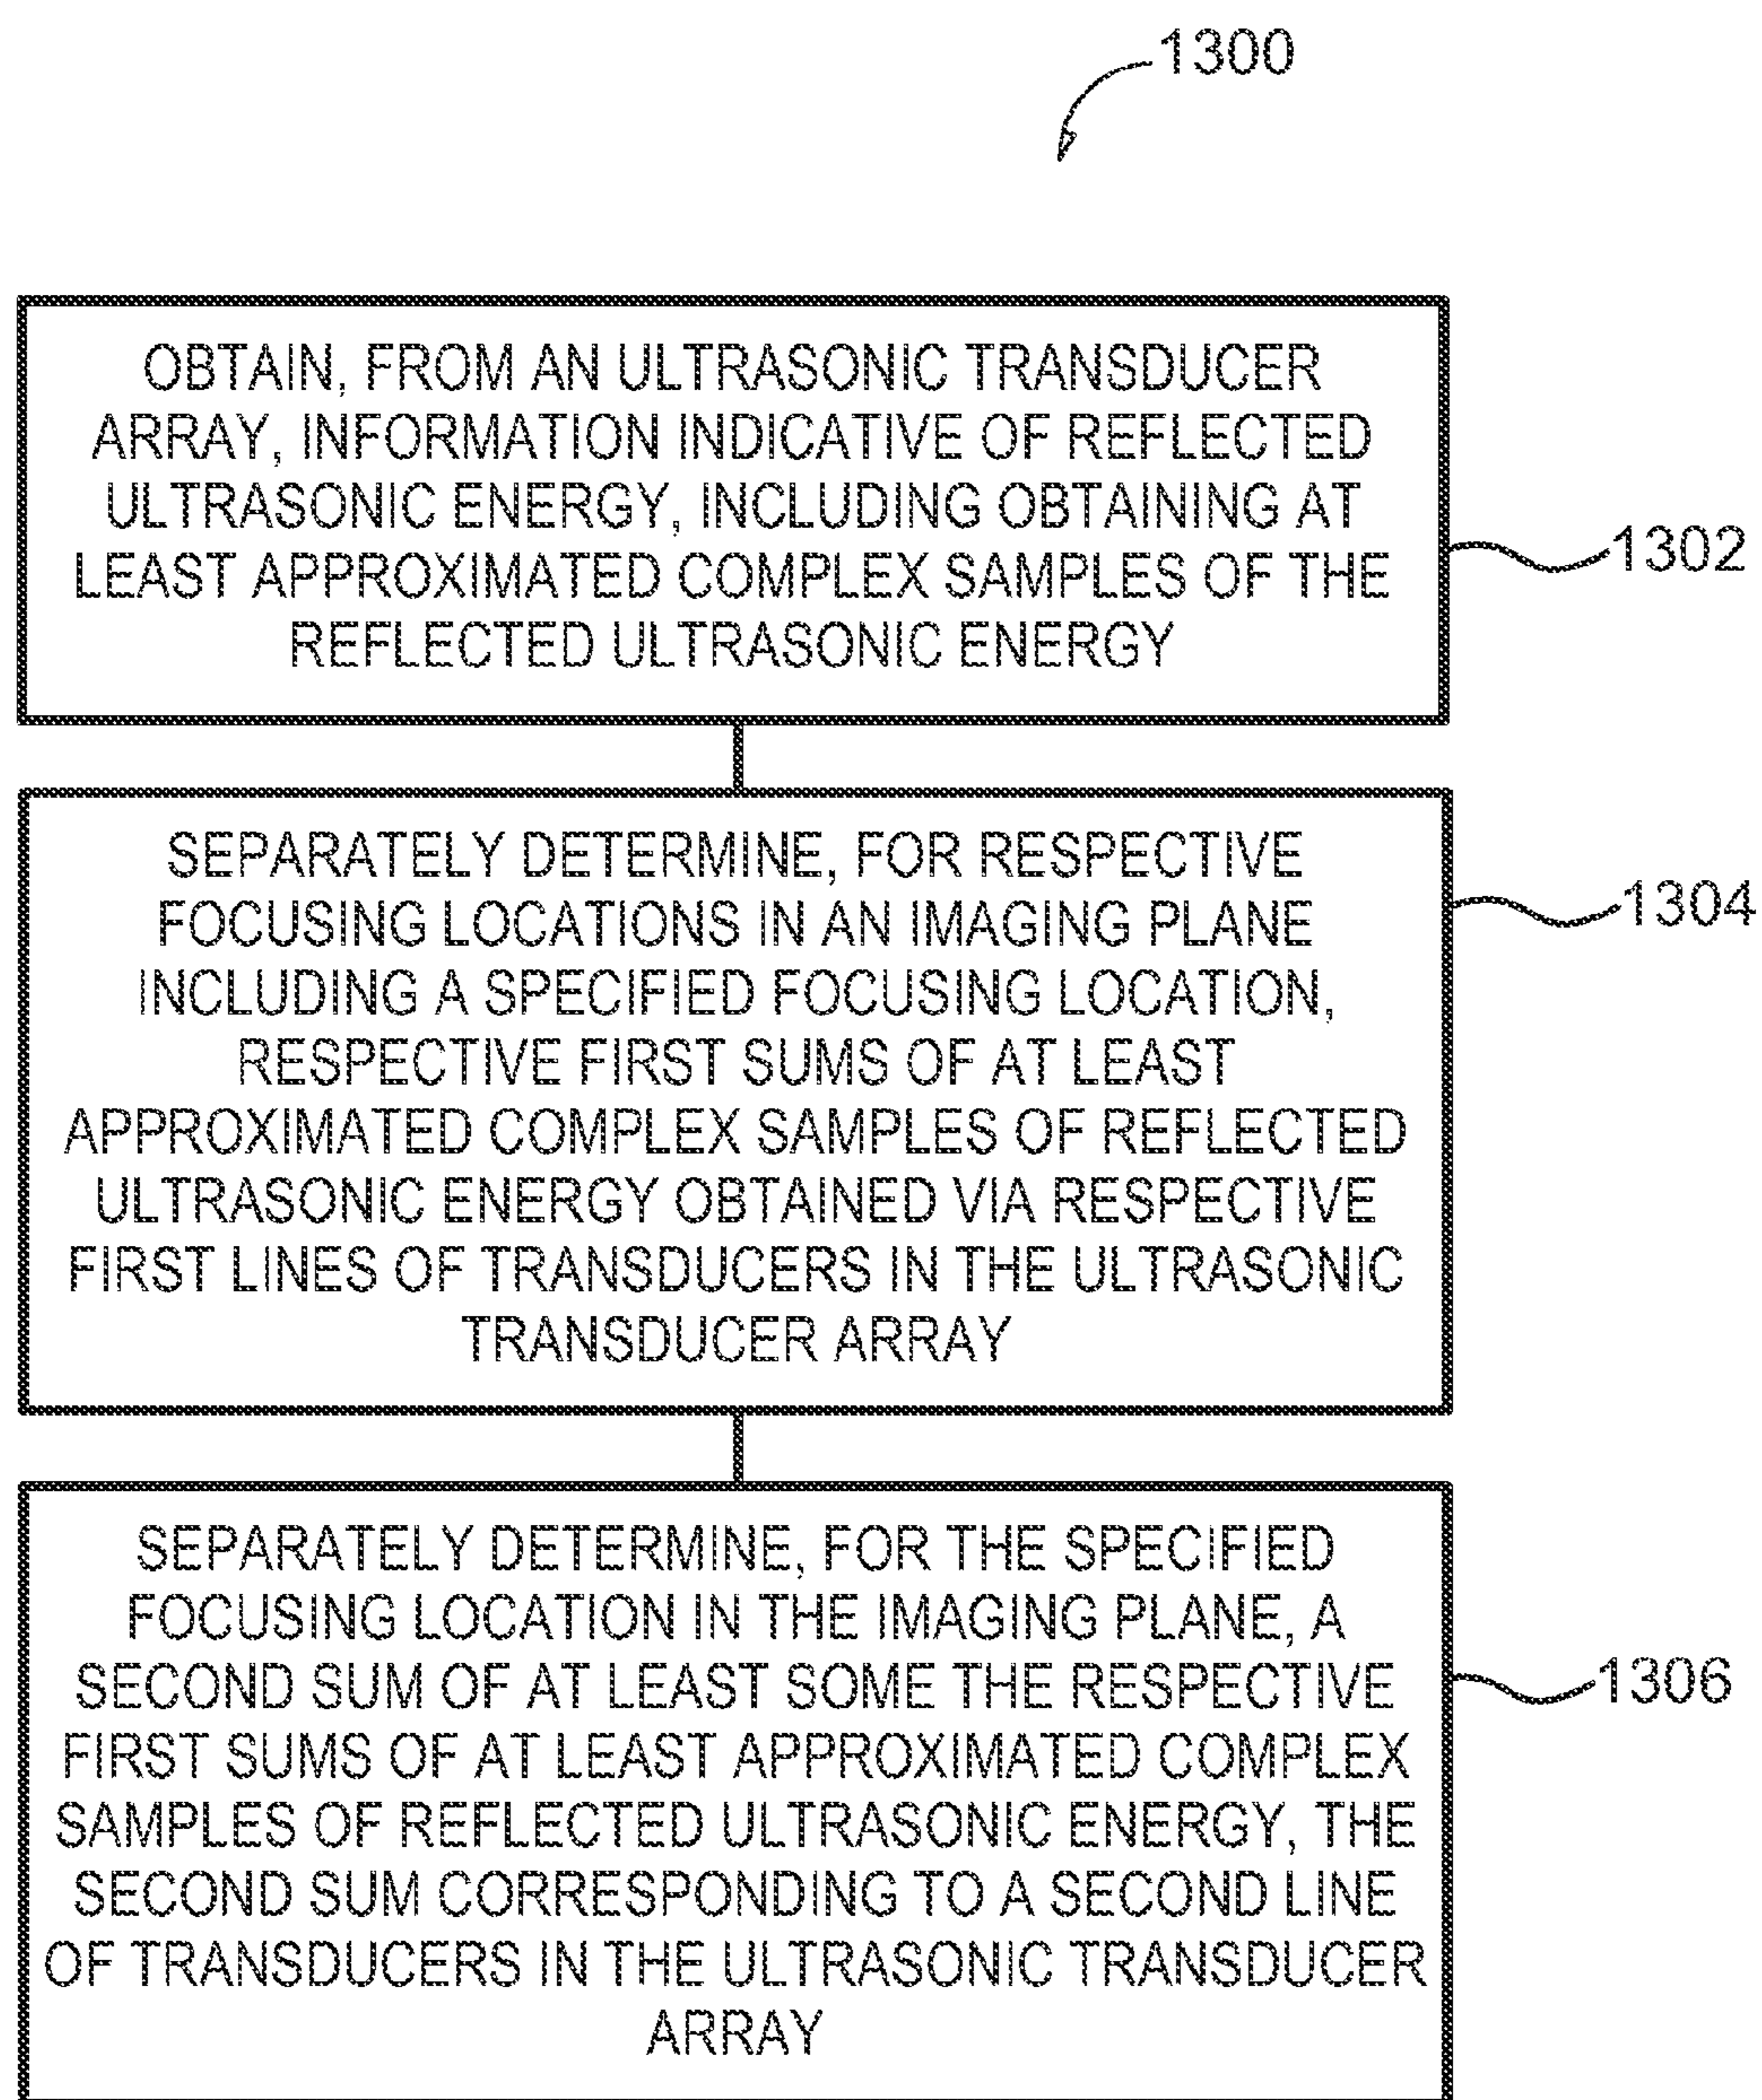 1300
OBTAIN, FROM AN ULTRASONIC TRANSDUCER
ARRAY, INFORMATION INDICATIVE OF REFLECTED
ULTRASONIC ENERGY, INCLUDING OBTAINING AT
LEAST APPROXIMATED COMPLEX SAMPLES OF THE
REFLECTED ULTRASONIC ENERGY
1302
SEPARATELY DETERMINE, FOR RESPECTIVE
FOCUSING LOCATIONS IN AN IMAGING PLANE
INCLUDING A SPECIFIED FOCUSING LOCATION,
RESPECTIVE FIRST SUMS OF AT LEAST
APPROXIMATED COMPLEX SAMPLES OF REFLECTED
ULTRASONIC ENERGY OBTAINED VIA RESPECTIVE
FIRST LINES OF TRANSDUCERS IN THE ULTRASONIC
TRANSDUCER ARRAY
1304
SEPARATELY DETERMINE, FOR THE SPECIFIED
FOCUSING LOCATION IN THE IMAGING PLANE, A
SECOND SUM OF AT LEAST SOME THE RESPECTIVE
FIRST SUMS OF AT LEAST APPROXIMATED COMPLEX
SAMPLES OF REFLECTED ULTRASONIC ENERGY, THE
SECOND SUM CORRESPONDING TO A SECOND LINE
OF TRANSDUCERS IN THE ULTRASONIC TRANSDUCER
ARRAY
1306